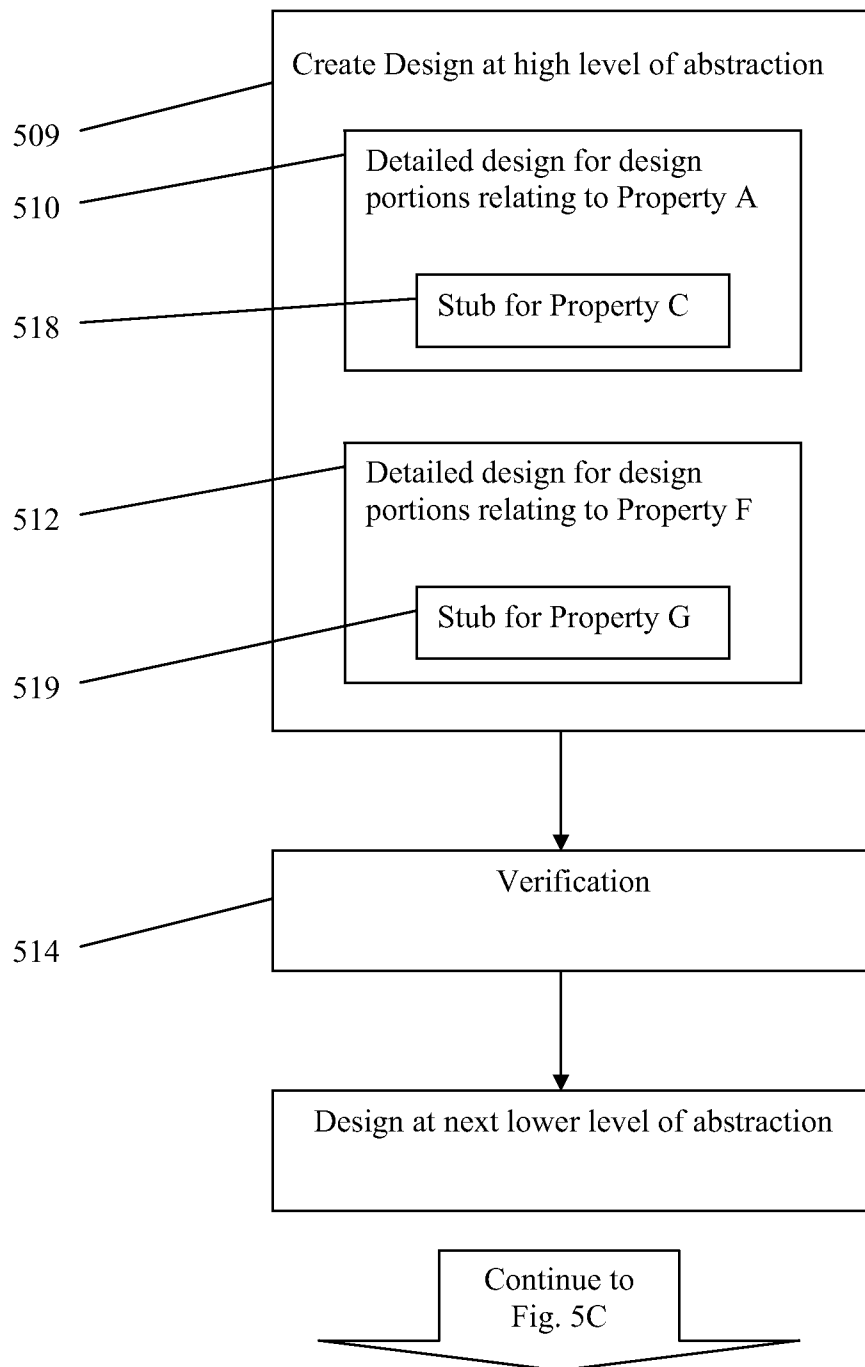 Create Design at high level of abstraction
509
Detailed design for design
portions relating to Property A
510
Stub for Property C
518
Detailed design for design
portions relating to Property F
512
Stub for Property G
519
Verification
514
Design at next lower level of abstraction
Continue to
Fig. 5C